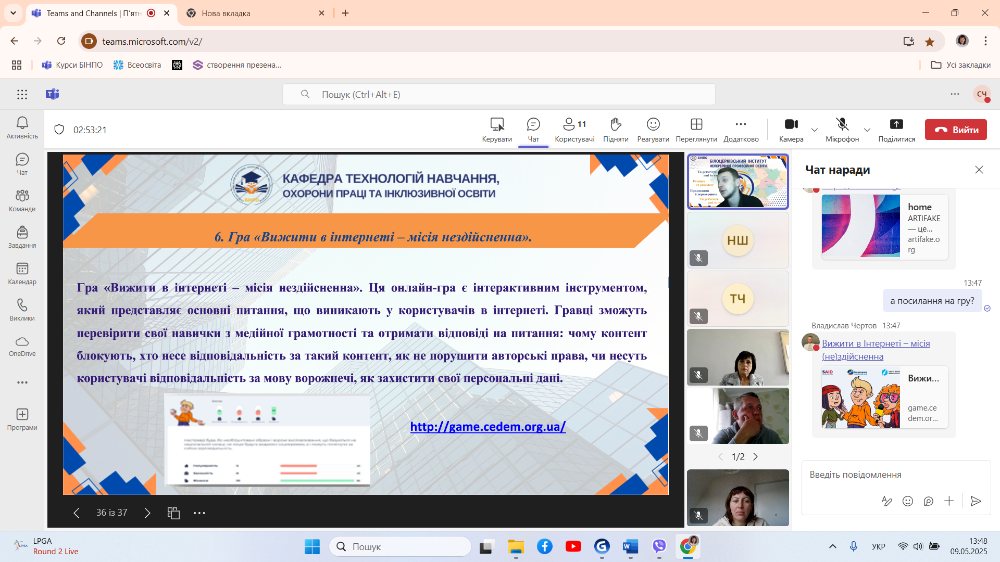 Teams and Channels | П'ятн
Нова вкладка
teams.microsoft.com/v2/
Курси БІНПО
Всеосвіта
створення презена...
Усі закладки
Пошук (Ctrl+Alt+E)
СЧ
02:53:21
Керувати
Чат
11
Користувачі
Підняти
Реагувати
Переглянути
Додатково
Камера
Мікрофон
Поділитися
Вийти
Активність
Чат
Команди
Завдання
Календар
Виклики
OneDrive
Програми
БІНПО
КАФЕДРА ТЕХНОЛОГІЙ НАВЧАННЯ,
ОХОРОНИ ПРАЦІ ТА ІНКЛЮЗИВНОЇ ОСВІТИ
6. Гра «Вижити в інтернеті – місія нездійсненна».
Гра «Вижити в інтернеті – місія нездійсненна». Ця онлайн-гра є інтерактивним інструментом,
який представляє основні питання, що виникають у користувачів в інтернеті. Гравці зможуть
перевірити свої навички з медійної грамотності та отримати відповіді на питання: чому контент
блокують, хто несе відповідальність за такий контент, як не порушити авторські права, чи несуть
користувачі відповідальність за мову ворожнечі, як захистити свої персональні дані.
http://game.cedem.org.ua/
36 із 37
БІНПО
БІЛОЦЕРКІВСЬКИЙ ІНСТИТУТ
НЕПЕРЕРВНОЇ ПРОФЕСІЙНОЇ ОСВІТИ
НШ
ТЧ
1/2
Чат наради
home
ARTIFAKE
— це...
artifake.o
rg
13:47
а посилання на гру?
Владислав Чертов 13:47
Вижити в Інтернеті – місія
(не)здійсненна
USAID
Internews
Вижи...
game.ce
dem.or...
Введіть повідомлення
LPGA
Round 2 Live
Пошук
УКР
13:48
09.05.2025